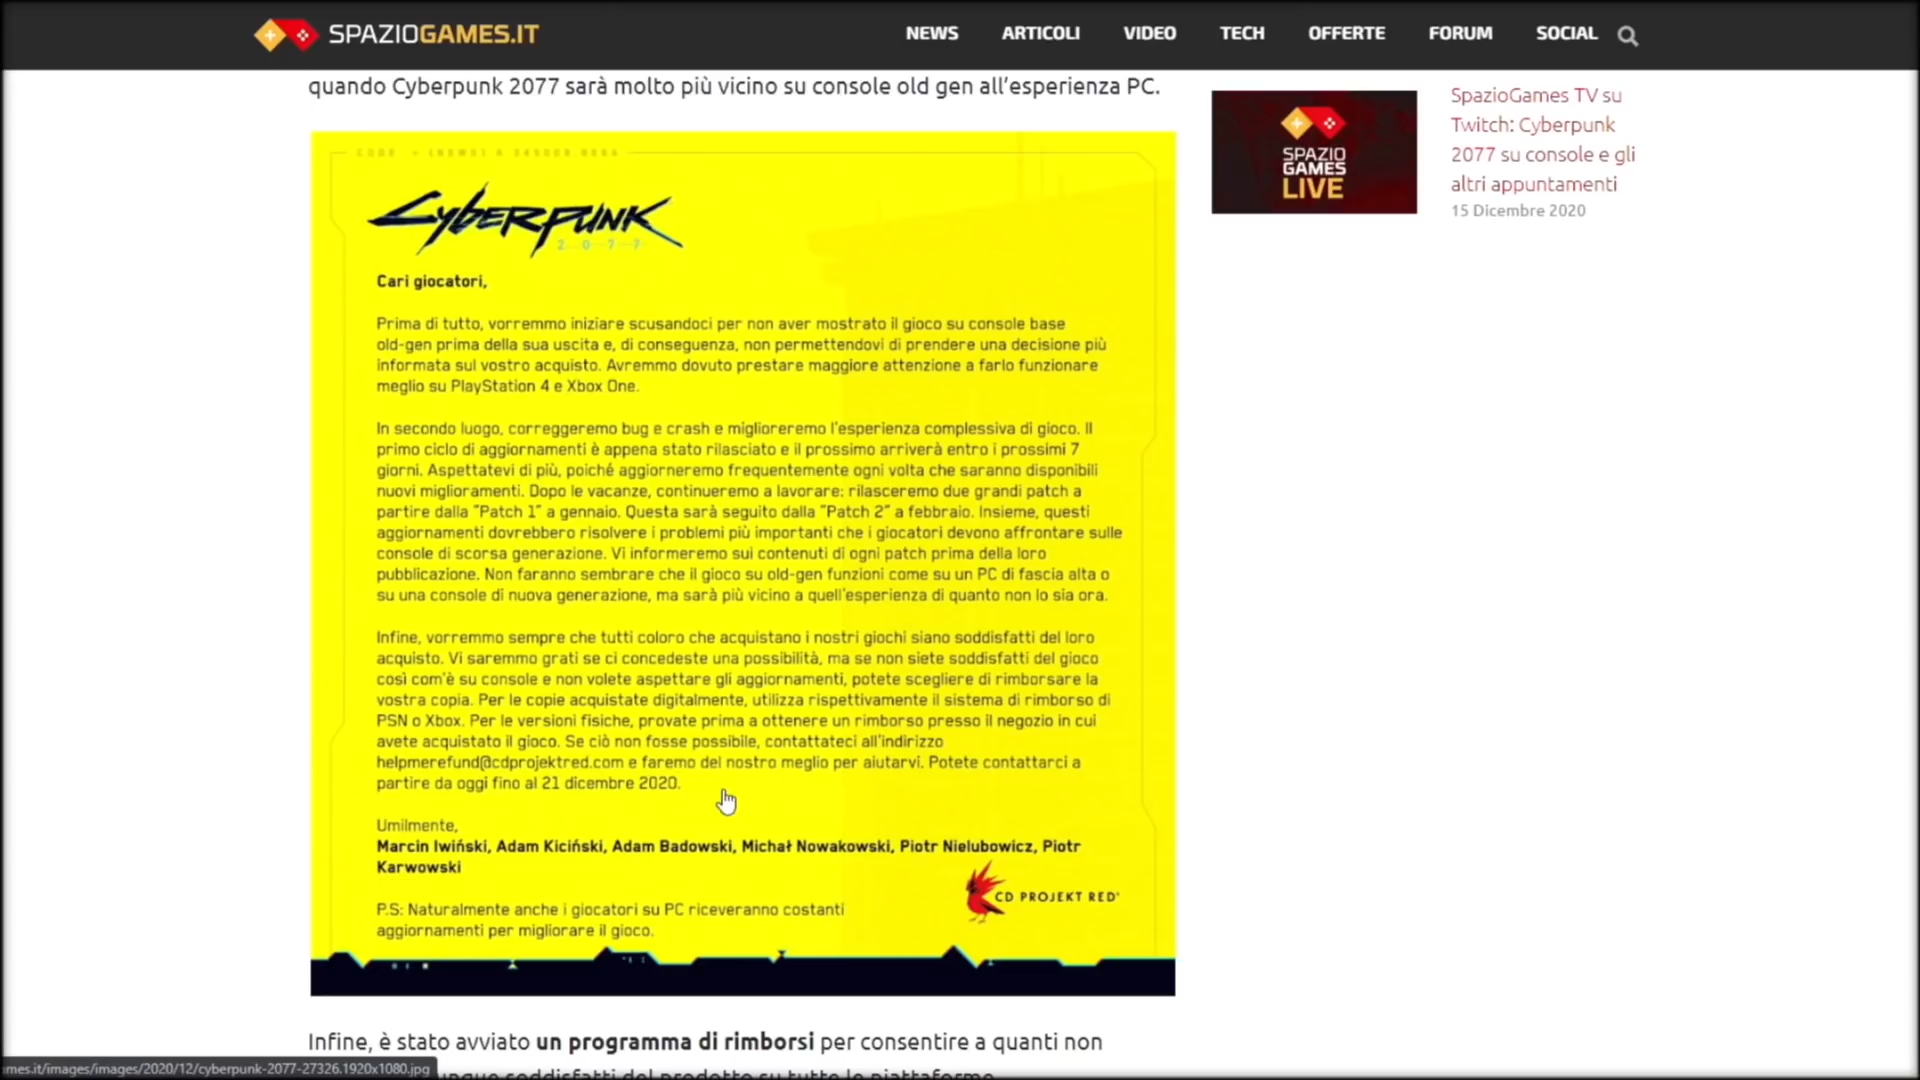 SPAZIOGAMES.IT
NEWS ARTICOLI VIDEO TECH OFFERTE FORUM SOCIAL
quando Cyberpunk 2077 sarà molto più vicino su console old gen all'esperienza PC.
SPAZIO
GAMES
LIVE
SpazioGames TV su
Twitch: Cyberpunk
2077 su console e gli
altri appuntamenti
15 Dicembre 2020
CYBERPUNK
2077
Cari giocatori,
Prima di tutto, vorremmo iniziare scusandoci per non aver mostrato il gioco su console base
old-gen prima della sua uscita e, di conseguenza, non permettendovi di prendere una decisione più
informata sul vostro acquisto. Avremmo dovuto prestare maggiore attenzione a farlo funzionare
meglio su PlayStation 4 e Xbox One.
In secondo luogo, correggeremo bug e crash e miglioreremo l'esperienza complessiva di gioco. Il
primo ciclo di aggiornamenti è appena stato rilasciato e il prossimo arriverà entro i prossimi 7
giorni. Aspettatevi di più, poiché aggiorneremo frequentemente ogni volta che saranno disponibili
nuovi miglioramenti. Dopo le vacanze, continueremo a lavorare: rilasceremo due grandi patch a
partire dalla "Patch 1" a gennaio. Questa sarà seguito dalla "Patch 2" a febbraio. Insieme, questi
aggiornamenti dovrebbero risolvere i problemi più importanti che i giocatori devono affrontare sulle
console di scorsa generazione. Vi informeremo sui contenuti di ogni patch prima della loro
pubblicazione. Non faranno sembrare che il gioco su old-gen funzioni come su un PC di fascia alta o
su una console di nuova generazione, ma sarà più vicino a quell'esperienza di quanto non lo sia ora.
Infine, vorremmo sempre che tutti coloro che acquistano i nostri giochi siano soddisfatti del loro
acquisto. Vi saremmo grati se ci concedeste una possibilità, ma se non siete soddisfatti del gioco
così com'è su console e non volete aspettare gli aggiornamenti, potete scegliere di rimborsare la
vostra copia. Per le copie acquistate digitalmente, utilizza rispettivamente il sistema di rimborso di
PSN o Xbox. Per le versioni fisiche, provate prima a ottenere un rimborso presso il negozio in cui
avete acquistato il gioco. Se ciò non fosse possibile, contattateci all'indirizzo
helpmerefund@cdprojektred.com e faremo del nostro meglio per aiutarvi. Potete contattarci a
partire da oggi fino al 21 dicembre 2020.
Umilmente,
Marcin Iwiński, Adam Kiciński, Adam Badowski, Michał Nowakowski, Piotr Nielubowicz, Piotr
Karwowski
CD PROJEKT RED
P.S: Naturalmente anche i giocatori su PC riceveranno costanti
aggiornamenti per migliorare il gioco.
Infine, è stato avviato un programma di rimborsi per consentire a quanti non
soddisfatti del prodotto su tutte le piattaforme
mes.it/images/images/2020/12/cyberpunk-2077-27326.1920x1080.jpg